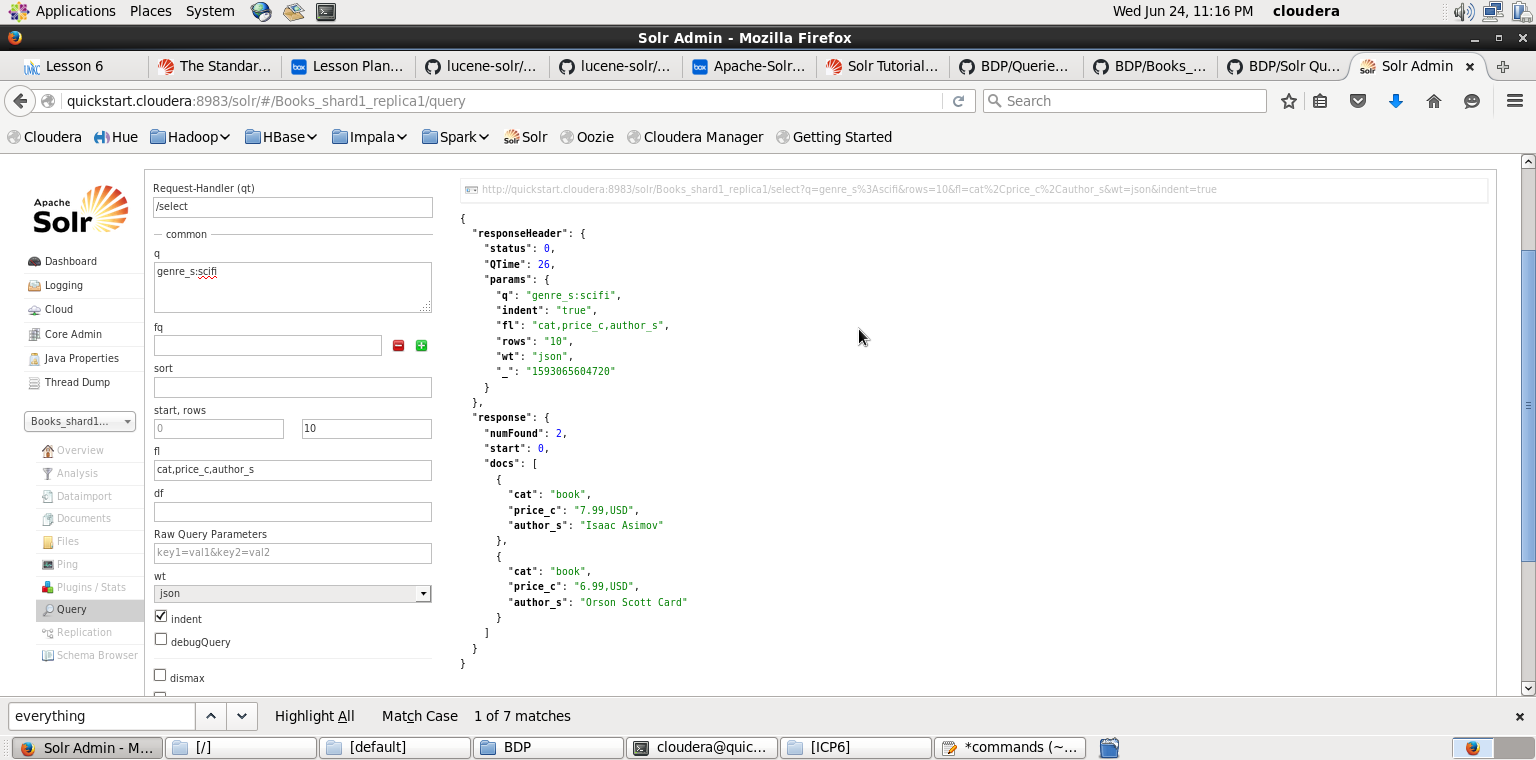 Applications Places System Wed Jun 24, 11:16 PM cloudera
Solr Admin - Mozilla Firefox
Lesson 6 The Standar... Lesson Plan... lucene-solr/... lucene-solr/... Apache-Solr... Solr Tutorial... BDP/Querie... BDP/Books_... BDP/Solr Qu... Solr Admin
quickstart.cloudera:8983/solr/#/Books_shard1_replica1/query Search
Cloudera Hue Hadoop HBase Impala Spark Solr Oozie Cloudera Manager Getting Started
Apache
Solr
Dashboard
Logging
Cloud
Core Admin
Java Properties
Thread Dump
Books_shard1...
Overview
Analysis
Dataimport
Documents
Files
Ping
Plugins / Stats
Query
Replication
Schema Browser
Request-Handler (qt)
/select
common
q
genre_s:scifi
fq
sort
start, rows
0 10
fl
cat,price_c,author_s
df
Raw Query Parameters
key1=val1&key2=val2
wt
json
indent
debugQuery
dismax
http://quickstart.cloudera:8983/solr/Books_shard1_replica1/select?q=genre_s%3Ascifi&rows=10&fl=cat%2Cprice_c%2Cauthor_s&wt=json&indent=true
{
"responseHeader": {
"status": 0,
"QTime": 26,
"params": {
"q": "genre_s:scifi",
"indent": "true",
"fl": "cat,price_c,author_s",
"rows": "10",
"wt": "json",
"_": "1593065604720"
}
},
"response": {
"numFound": 2,
"start": 0,
"docs": [
{
"cat": "book",
"price_c": "7.99,USD",
"author_s": "Isaac Asimov"
},
{
"cat": "book",
"price_c": "6.99,USD",
"author_s": "Orson Scott Card"
}
]
}
}
everything Highlight All Match Case 1 of 7 matches
Solr Admin - M... [/] [default] BDP cloudera@quic... [ICP6] *commands (~...